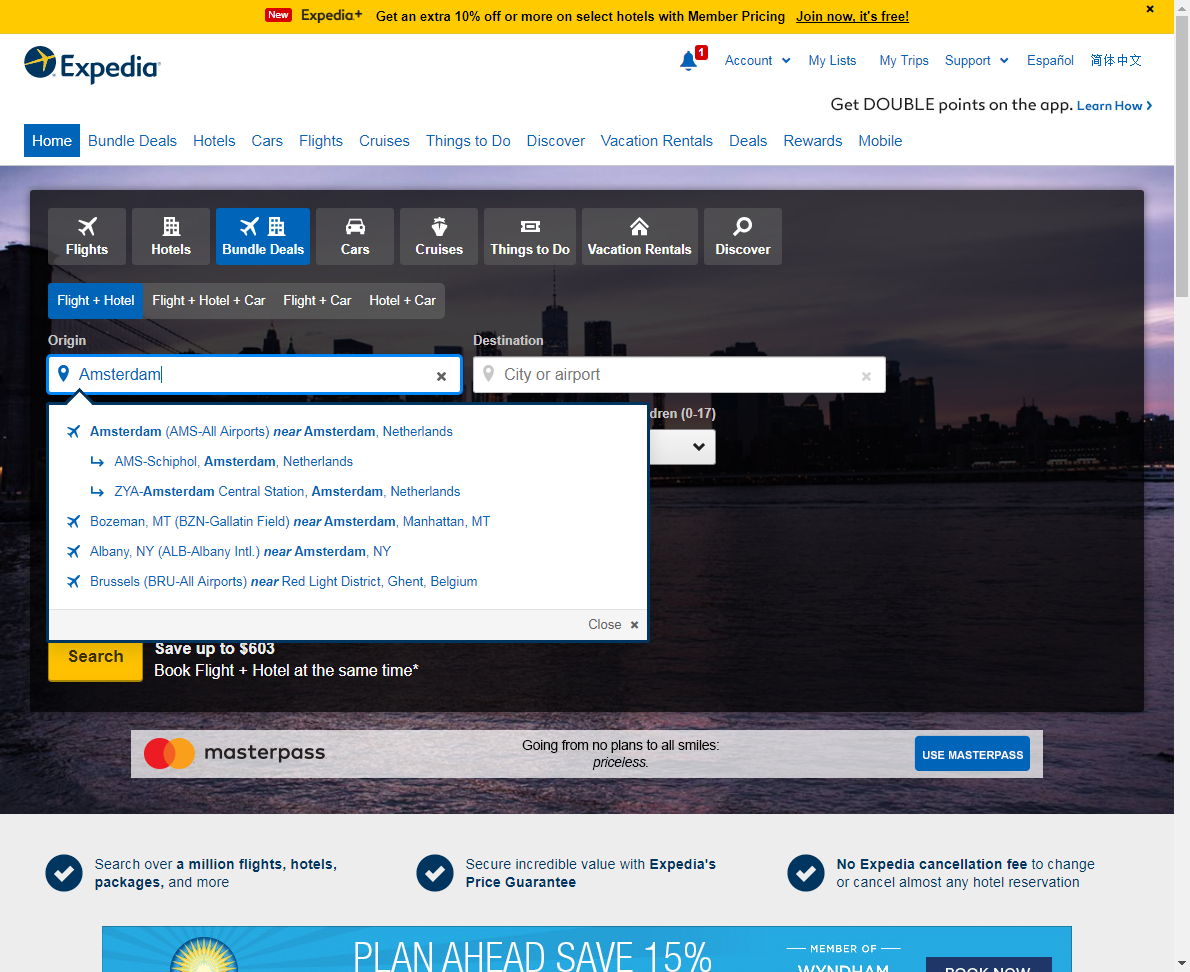 New Expedia+ Get an extra 10% off or more on select hotels with Member Pricing Join now, it's free!
Expedia
1
Account My Lists My Trips Support Español 简体中文
Get DOUBLE points on the app. Learn How
Home Bundle Deals Hotels Cars Flights Cruises Things to Do Discover Vacation Rentals Deals Rewards Mobile
Flights Hotels Bundle Deals Cars Cruises Things to Do Vacation Rentals Discover
Flight + Hotel Flight + Hotel + Car Flight + Car Hotel + Car
Origin Destination
Amsterdam City or airport
dren (0-17)
Amsterdam (AMS-All Airports) near Amsterdam, Netherlands
AMS-Schiphol, Amsterdam, Netherlands
ZYA-Amsterdam Central Station, Amsterdam, Netherlands
Bozeman, MT (BZN-Gallatin Field) near Amsterdam, Manhattan, MT
Albany, NY (ALB-Albany Intl.) near Amsterdam, NY
Brussels (BRU-All Airports) near Red Light District, Ghent, Belgium
Close
Search
Save up to $603
Book Flight + Hotel at the same time*
masterpass
Going from no plans to all smiles:
priceless.
USE MASTERPASS
Search over a million flights, hotels,
packages, and more
Secure incredible value with Expedia's
Price Guarantee
No Expedia cancellation fee to change
or cancel almost any hotel reservation
PLAN AHEAD SAVE 15%
MEMBER OF
WYNDHAM
BOOK NOW